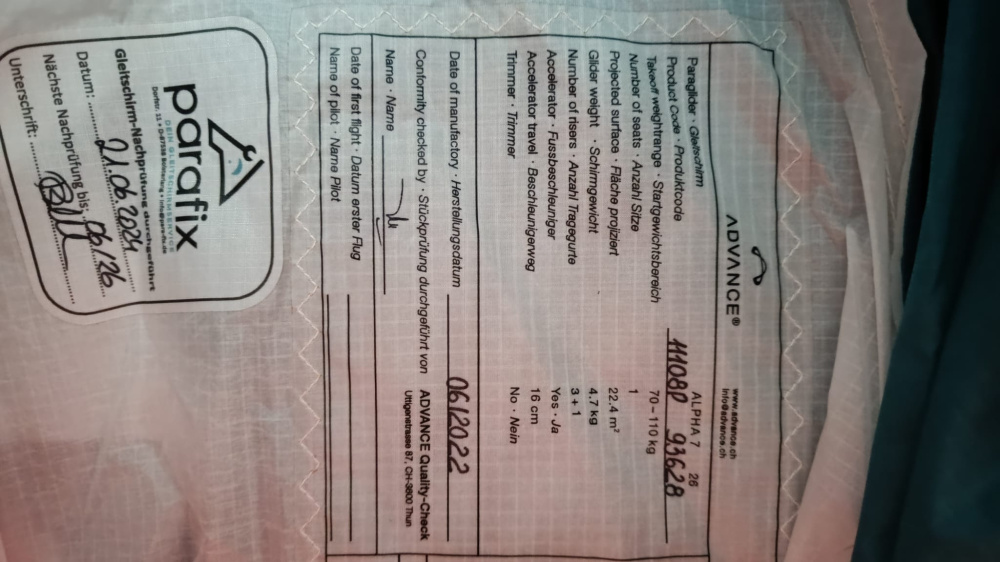 ADVANCE®
www.advance.ch
info@advance.ch
Paraglider · Gleitschirm ALPHA 7 26
Product Code · Produktcode 11108P 93628
Takeoff weightrange · Startgewichtsbereich 70–110 kg
Number of seats · Anzahl Sitze 1
Projected surface · Fläche projiziert 22.4 m²
Glider weight · Schirmgewicht 4.7 kg
Number of risers · Anzahl Tragegurte 3 + 1
Accelerator · Fussbeschleuniger Yes · Ja
Accelerator travel · Beschleunigerweg 16 cm
Trimmer · Trimmer No · Nein
Date of manufactory · Herstellungsdatum 06/2022
Conformity checked by · Stückprüfung durchgeführt von ADVANCE Quality-Check
Uttigenstrasse 87, CH-3600 Thun
Name · Name
Date of first flight · Datum erster Flug
Name of pilot · Name Pilot
parafix
DEIN GLEITSCHIRMSERVICE
Gleitschirm-Nachprüfung durchgeführt
Datum: 21.06.2024
Nächste Nachprüfung bis: 06/26
Unterschrift: